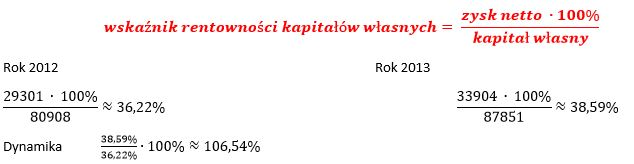 wskaźnik rentowności kapitałów własnych = zysk netto · 100% / kapitał własny
Rok 2012 Rok 2013
29301 · 100% / 80908 ≈ 36,22% 33904 · 100% / 87851 ≈ 38,59%
Dynamika 38,59% / 36,22% · 100% ≈ 106,54%